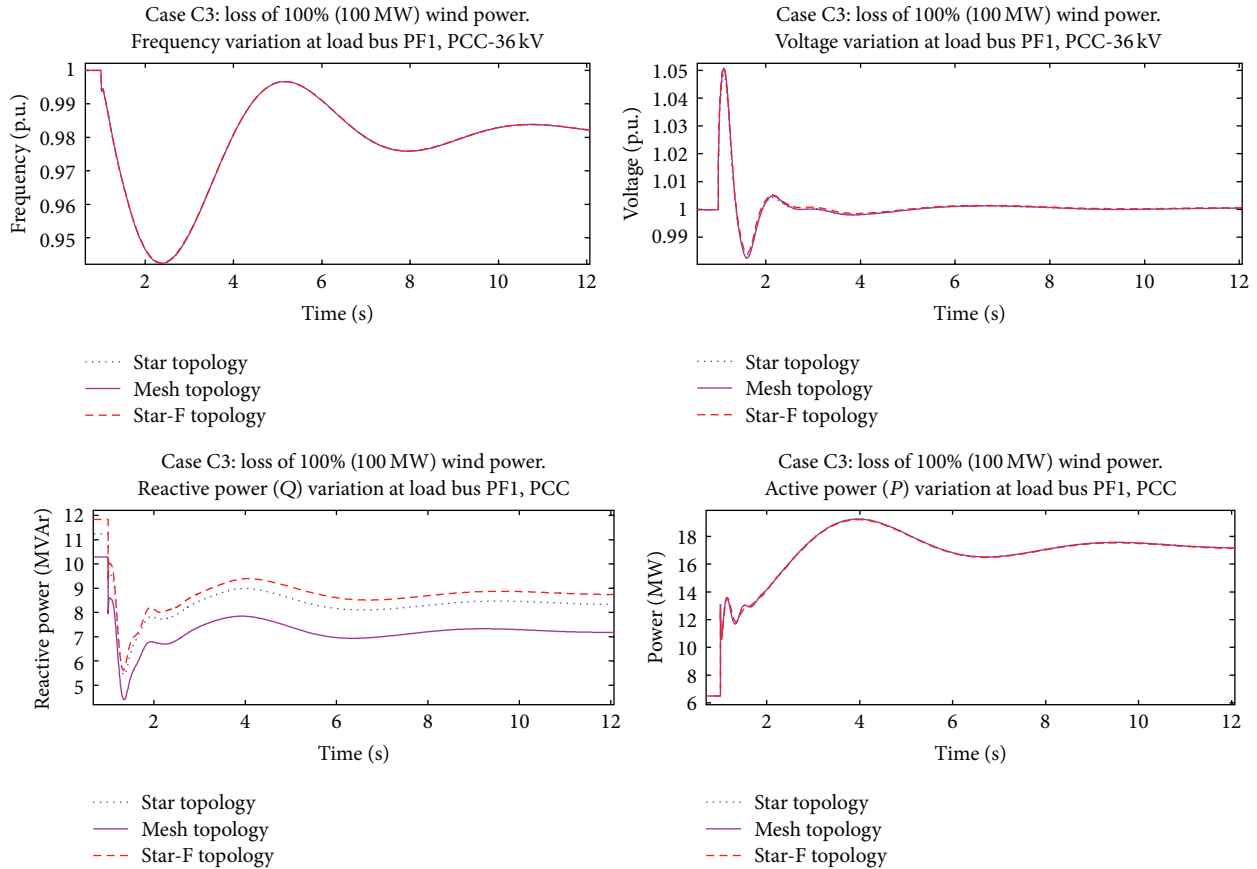 Case C3: loss of 100% (100 MW) wind power.
Frequency variation at load bus PF1, PCC-36 kV
1
0.99
0.98
0.97
0.96
0.95
Frequency (p.u.)
2 4 6 8 10 12
Time (s)
Star topology
Mesh topology
Star-F topology
Case C3: loss of 100% (100 MW) wind power.
Voltage variation at load bus PF1, PCC-36 kV
1.05
1.04
1.03
1.02
1.01
1
0.99
Voltage (p.u.)
2 4 6 8 10 12
Time (s)
Star topology
Mesh topology
Star-F topology
Case C3: loss of 100% (100 MW) wind power.
Reactive power (Q) variation at load bus PF1, PCC
12
11
10
9
8
7
6
5
Reactive power (MVAr)
2 4 6 8 10 12
Time (s)
Star topology
Mesh topology
Star-F topology
Case C3: loss of 100% (100 MW) wind power.
Active power (P) variation at load bus PF1, PCC
18
16
14
12
10
8
6
Power (MW)
2 4 6 8 10 12
Time (s)
Star topology
Mesh topology
Star-F topology